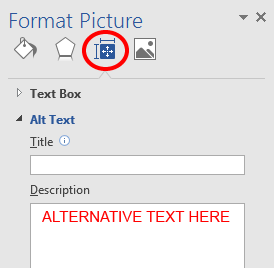 Format Picture
Text Box
Alt Text
Title
Description
ALTERNATIVE TEXT HERE